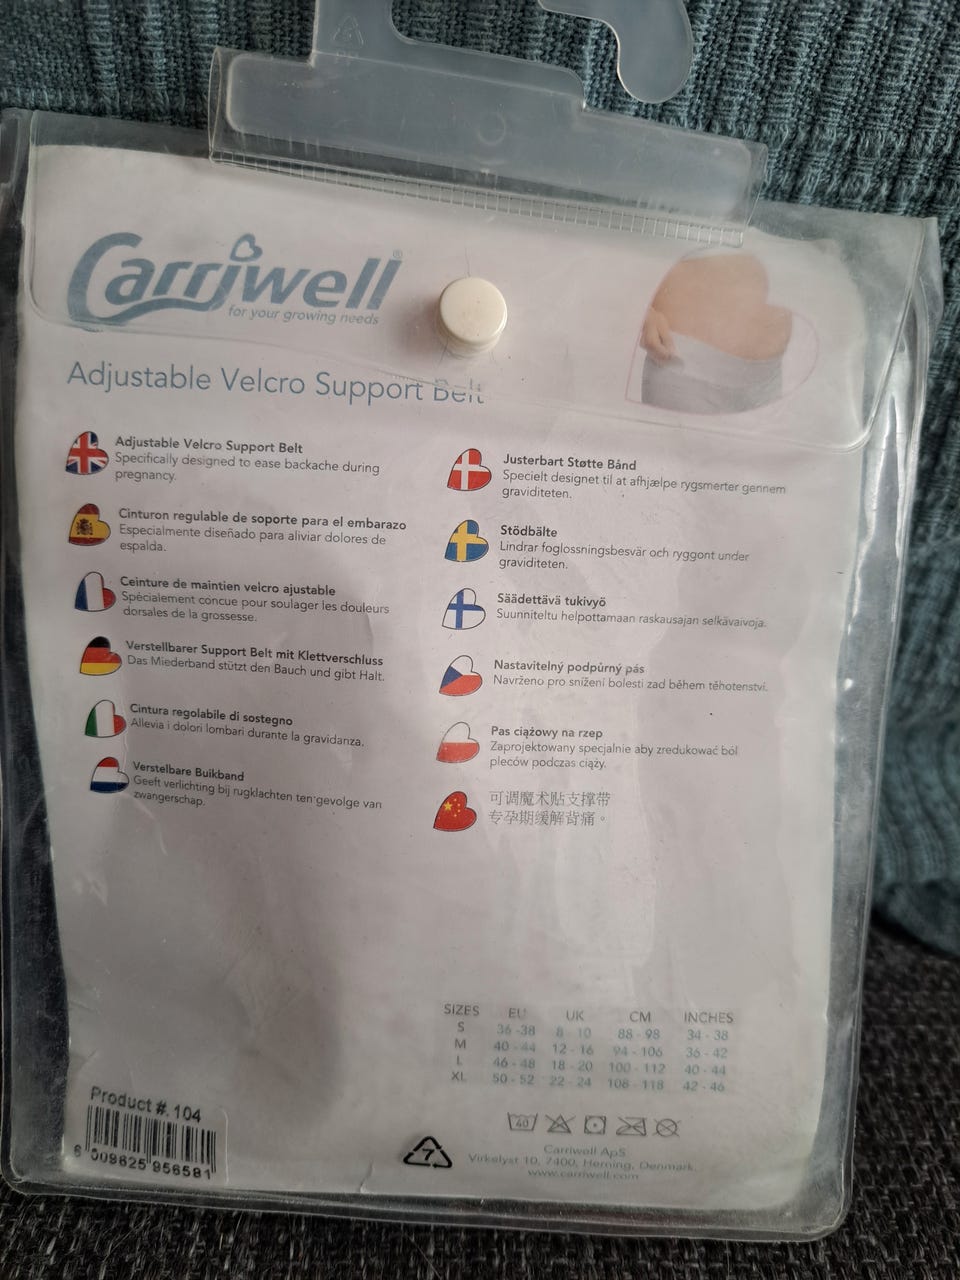 Carriwell®
for your growing needs
Adjustable Velcro Support Belt
Adjustable Velcro Support Belt
Specifically designed to ease backache during
pregnancy.
Cinturon regulable de soporte para el embarazo
Especialmente diseñado para aliviar dolores de
espalda.
Ceinture de maintien velcro ajustable
Spécialement concue pour soulager les douleurs
dorsales de la grossesse.
Verstellbarer Support Belt mit Klettverschluss
Das Miederband stützt den Bauch und gibt Halt.
Cintura regolabile di sostegno
Allevia i dolori lombari durante la gravidanza.
Verstelbare Buikband
Geeft verlichting bij rugklachten ten gevolge van
zwangerschap.
Justerbart Støtte Bånd
Specielt designet til at afhjælpe rygsmerter gennem
graviditeten.
Stödbälte
Lindrar foglossningsbesvär och ryggont under
graviditeten.
Säädettävä tukivyö
Suunniteltu helpottamaan raskausajan selkävaivoja.
Nastavitelný podpůrný pás
Navrženo pro snížení bolesti zad během těhotenství.
Pas ciążowy na rzep
Zaprojektowany specjalnie aby zredukować ból
pleców podczas ciąży.
可调魔术贴支撑带
专孕期缓解背痛。
SIZES EU UK CM INCHES
S 36-38 8 - 10 88 - 98 34 - 38
M 40 - 44 12 - 16 94 - 106 36 - 42
L 46 - 48 18 - 20 100 - 112 40 - 44
XL 50 - 52 22 - 24 108 - 118 42 - 46
40
Product #. 104
6 009625 956581
7
Carriwell ApS
Virkelyst 10, 7400, Herning, Denmark.
www.carriwell.com